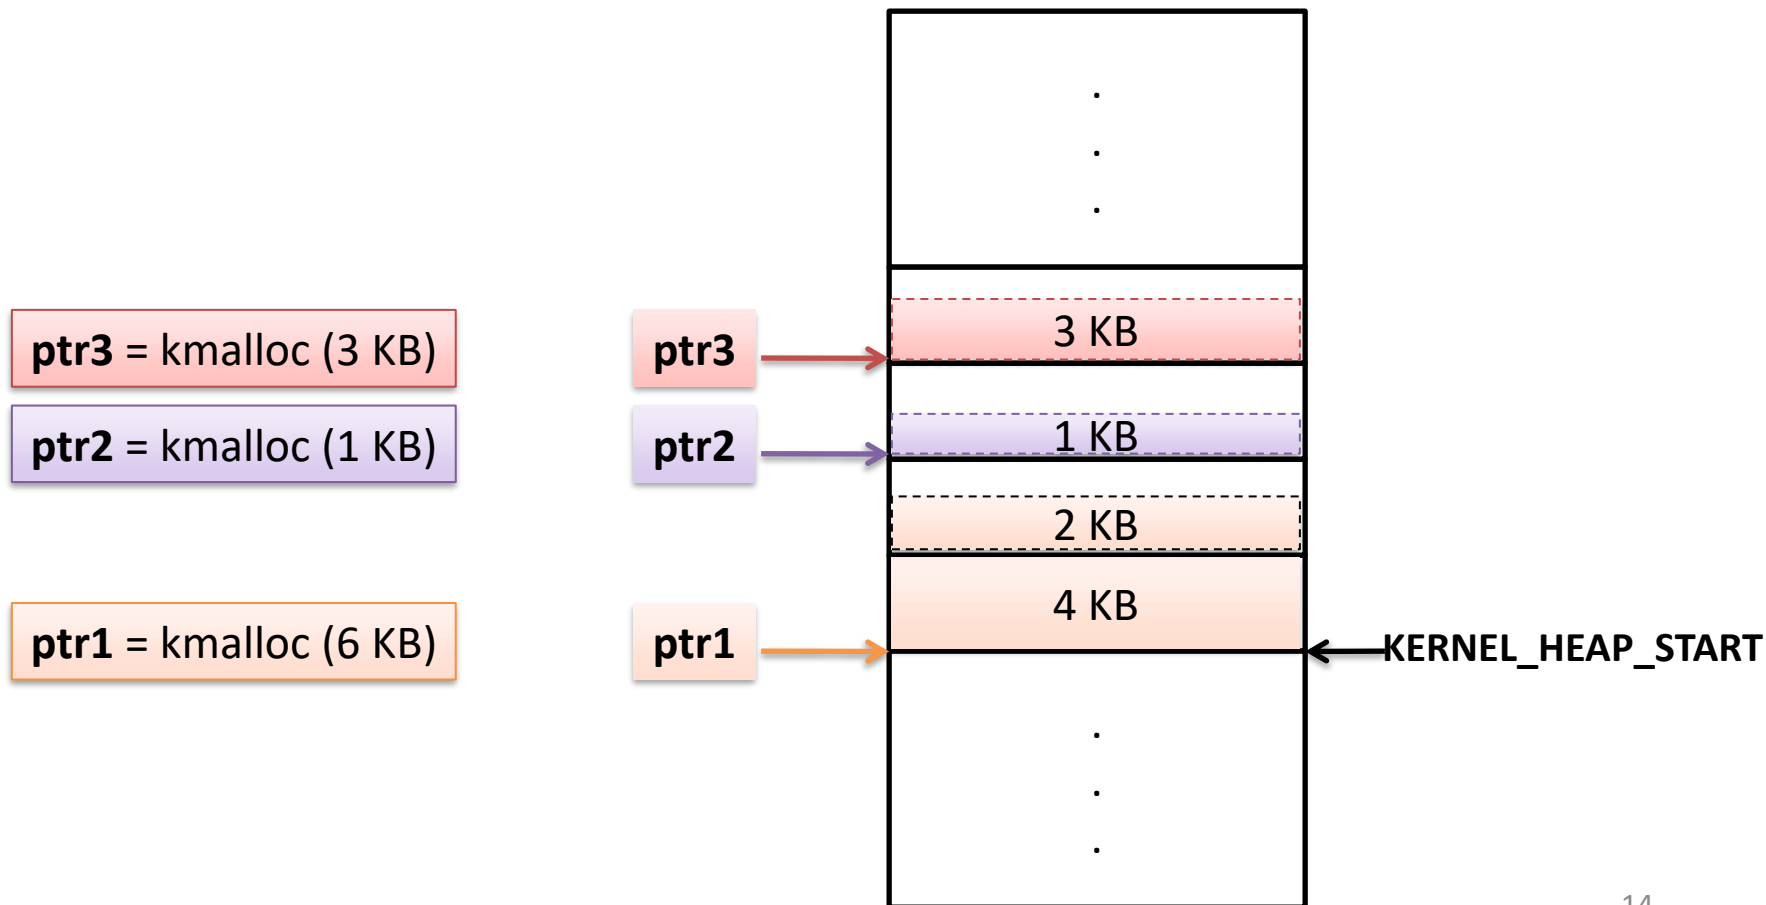 .
.
.
ptr3 = kmalloc (3 KB)
ptr3
3 KB
ptr2 = kmalloc (1 KB)
ptr2
1 KB
2 KB
4 KB
ptr1 = kmalloc (6 KB)
ptr1
KERNEL_HEAP_START
.
.
.
14